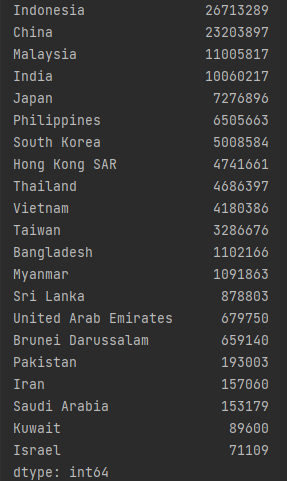 Indonesia 26713289
China 23203897
Malaysia 11005817
India 10060217
Japan 7276896
Philippines 6505663
South Korea 5008584
Hong Kong SAR 4741661
Thailand 4686397
Vietnam 4180386
Taiwan 3286676
Bangladesh 1102166
Myanmar 1091863
Sri Lanka 878803
United Arab Emirates 679750
Brunei Darussalam 659140
Pakistan 193003
Iran 157060
Saudi Arabia 153179
Kuwait 89600
Israel 71109
dtype: int64